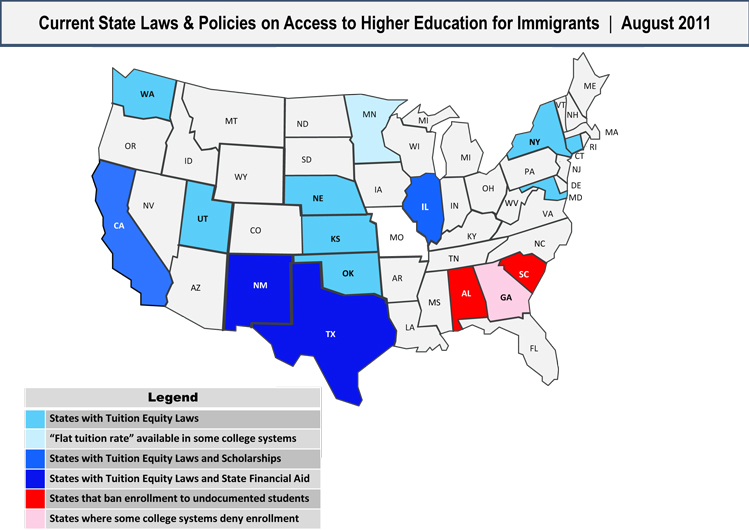 Current State Laws & Policies on Access to Higher Education for Immigrants | August 2011
WA
MT
ND
MN
MI
ME
VT
NH
MA
RI
CT
NY
OR
ID
WY
SD
WI
MI
PA
NJ
DE
MD
NV
UT
CO
NE
IA
IL
IN
OH
WV
VA
CA
KS
MO
KY
NC
TN
AZ
NM
OK
AR
SC
TX
LA
MS
AL
GA
FL
Legend
States with Tuition Equity Laws
“Flat tuition rate” available in some college systems
States with Tuition Equity Laws and Scholarships
States with Tuition Equity Laws and State Financial Aid
States that ban enrollment to undocumented students
States where some college systems deny enrollment